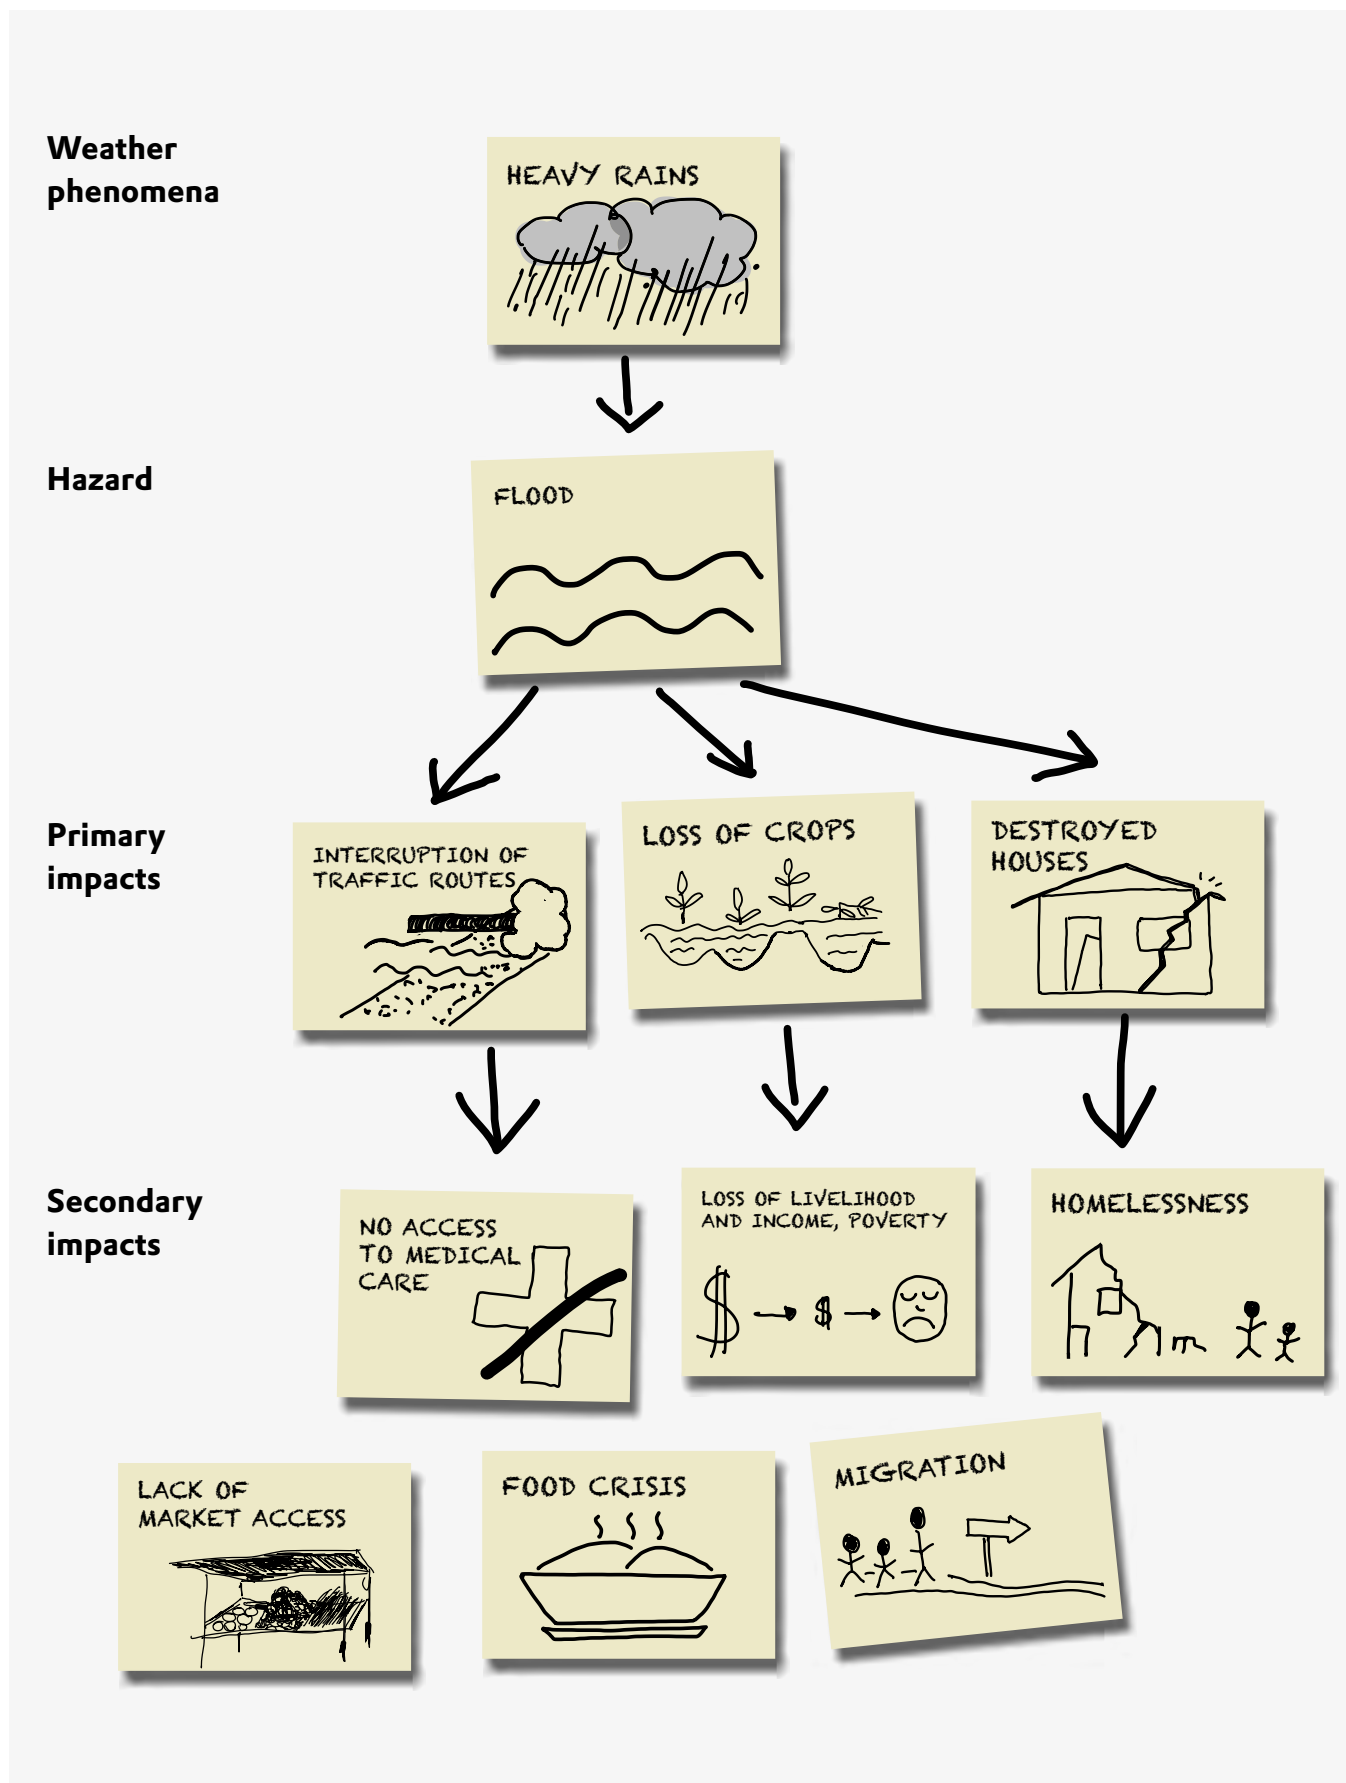 Weather
phenomena
HEAVY RAINS
Hazard
FLOOD
Primary
impacts
INTERRUPTION OF
TRAFFIC ROUTES
LOSS OF CROPS
DESTROYED
HOUSES
Secondary
impacts
NO ACCESS
TO MEDICAL
CARE
LOSS OF LIVELIHOOD
AND INCOME, POVERTY
$ → $ →
HOMELESSNESS
LACK OF
MARKET ACCESS
FOOD CRISIS
MIGRATION